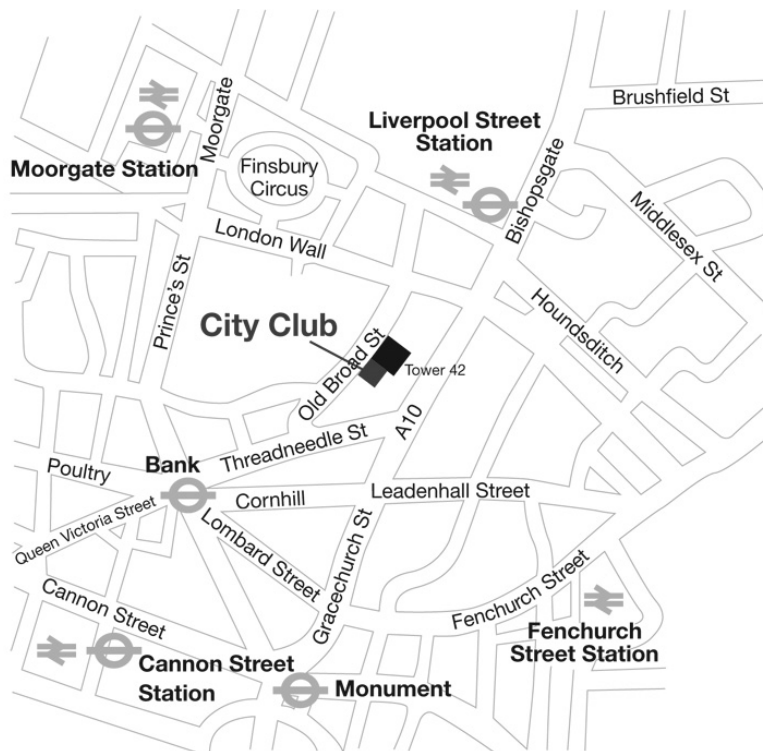 Brushfield St
Liverpool Street
Station
Moorgate
Moorgate Station
Finsbury
Circus
Bishopsgate
Middlesex St
London Wall
Prince's St
Houndsditch
City Club
Old Broad St
Tower 42
A10
Threadneedle St
Poultry
Bank
Cornhill
Leadenhall Street
Queen Victoria Street
Lombard Street
Gracechurch St
Cannon Street
Fenchurch Street
Fenchurch
Street Station
Cannon Street
Station
Monument